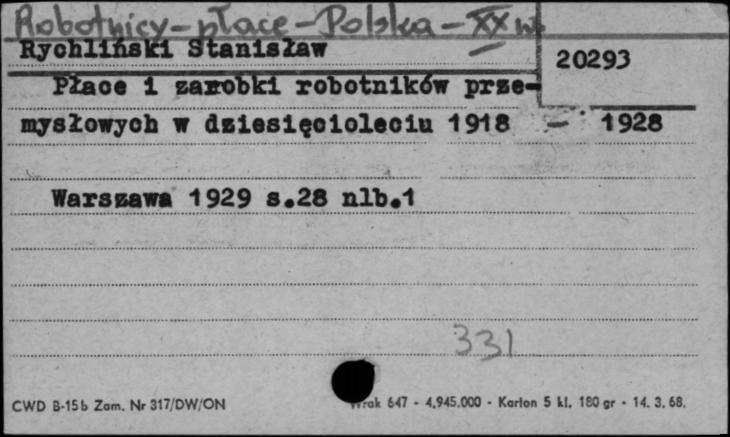 Robotnicy - płace - Polska - XX w.
Rychliński Stanisław
20293
Płace i zarobki robotników prze-
mysłowych w dziesięcioleciu 1918 - 1928
Warszawa 1929 s.28 nlb.1
331
CWD B-15b Zam. Nr 317/DW/ON
647 - 4.945.000 - Karton 5 kl. 180 gr - 14. 3. 68.